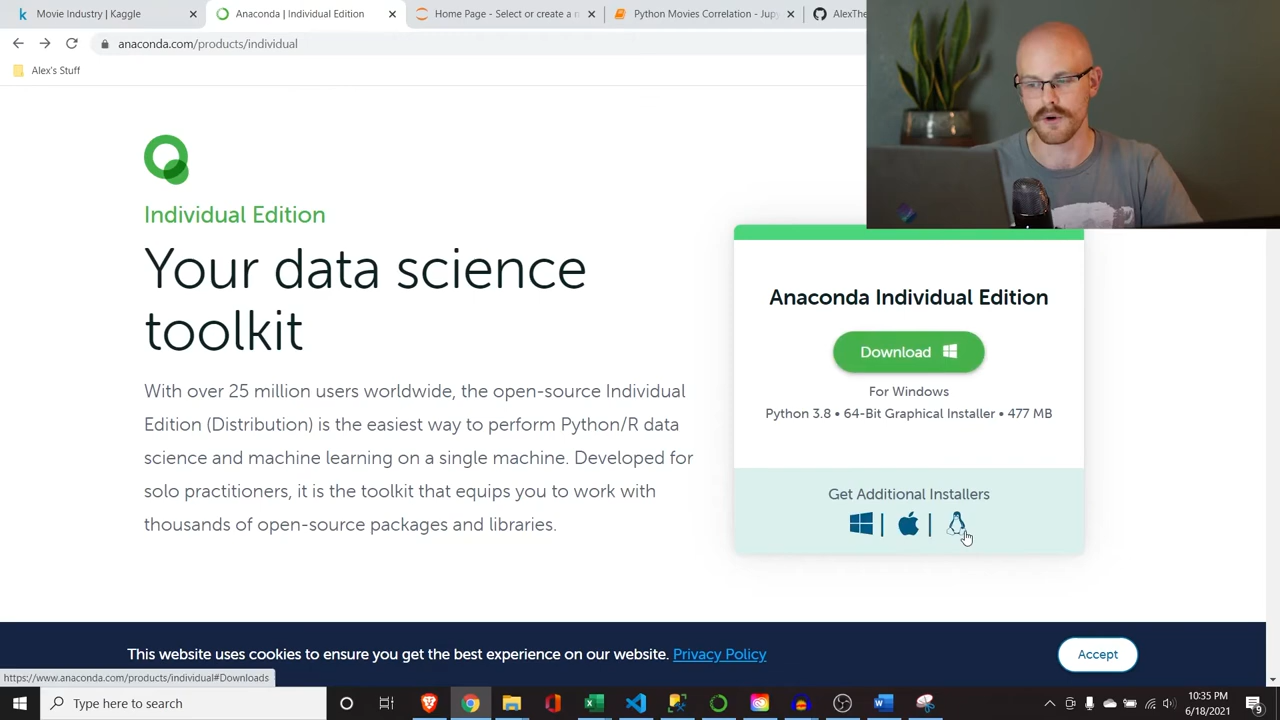 Movie Industry | Kaggle
Anaconda | Individual Edition
Home Page - Select or create a n
Python Movies Correlation - Jup
AlexThe
anaconda.com/products/individual
Alex's Stuff
Individual Edition
Your data science
toolkit
With over 25 million users worldwide, the open-source Individual
Edition (Distribution) is the easiest way to perform Python/R data
science and machine learning on a single machine. Developed for
solo practitioners, it is the toolkit that equips you to work with
thousands of open-source packages and libraries.
Anaconda Individual Edition
Download
For Windows
Python 3.8 • 64-Bit Graphical Installer • 477 MB
Get Additional Installers
This website uses cookies to ensure you get the best experience on our website. Privacy Policy
Accept
https://www.anaconda.com/products/individual#Downloads
Type here to search
10:35 PM
6/18/2021